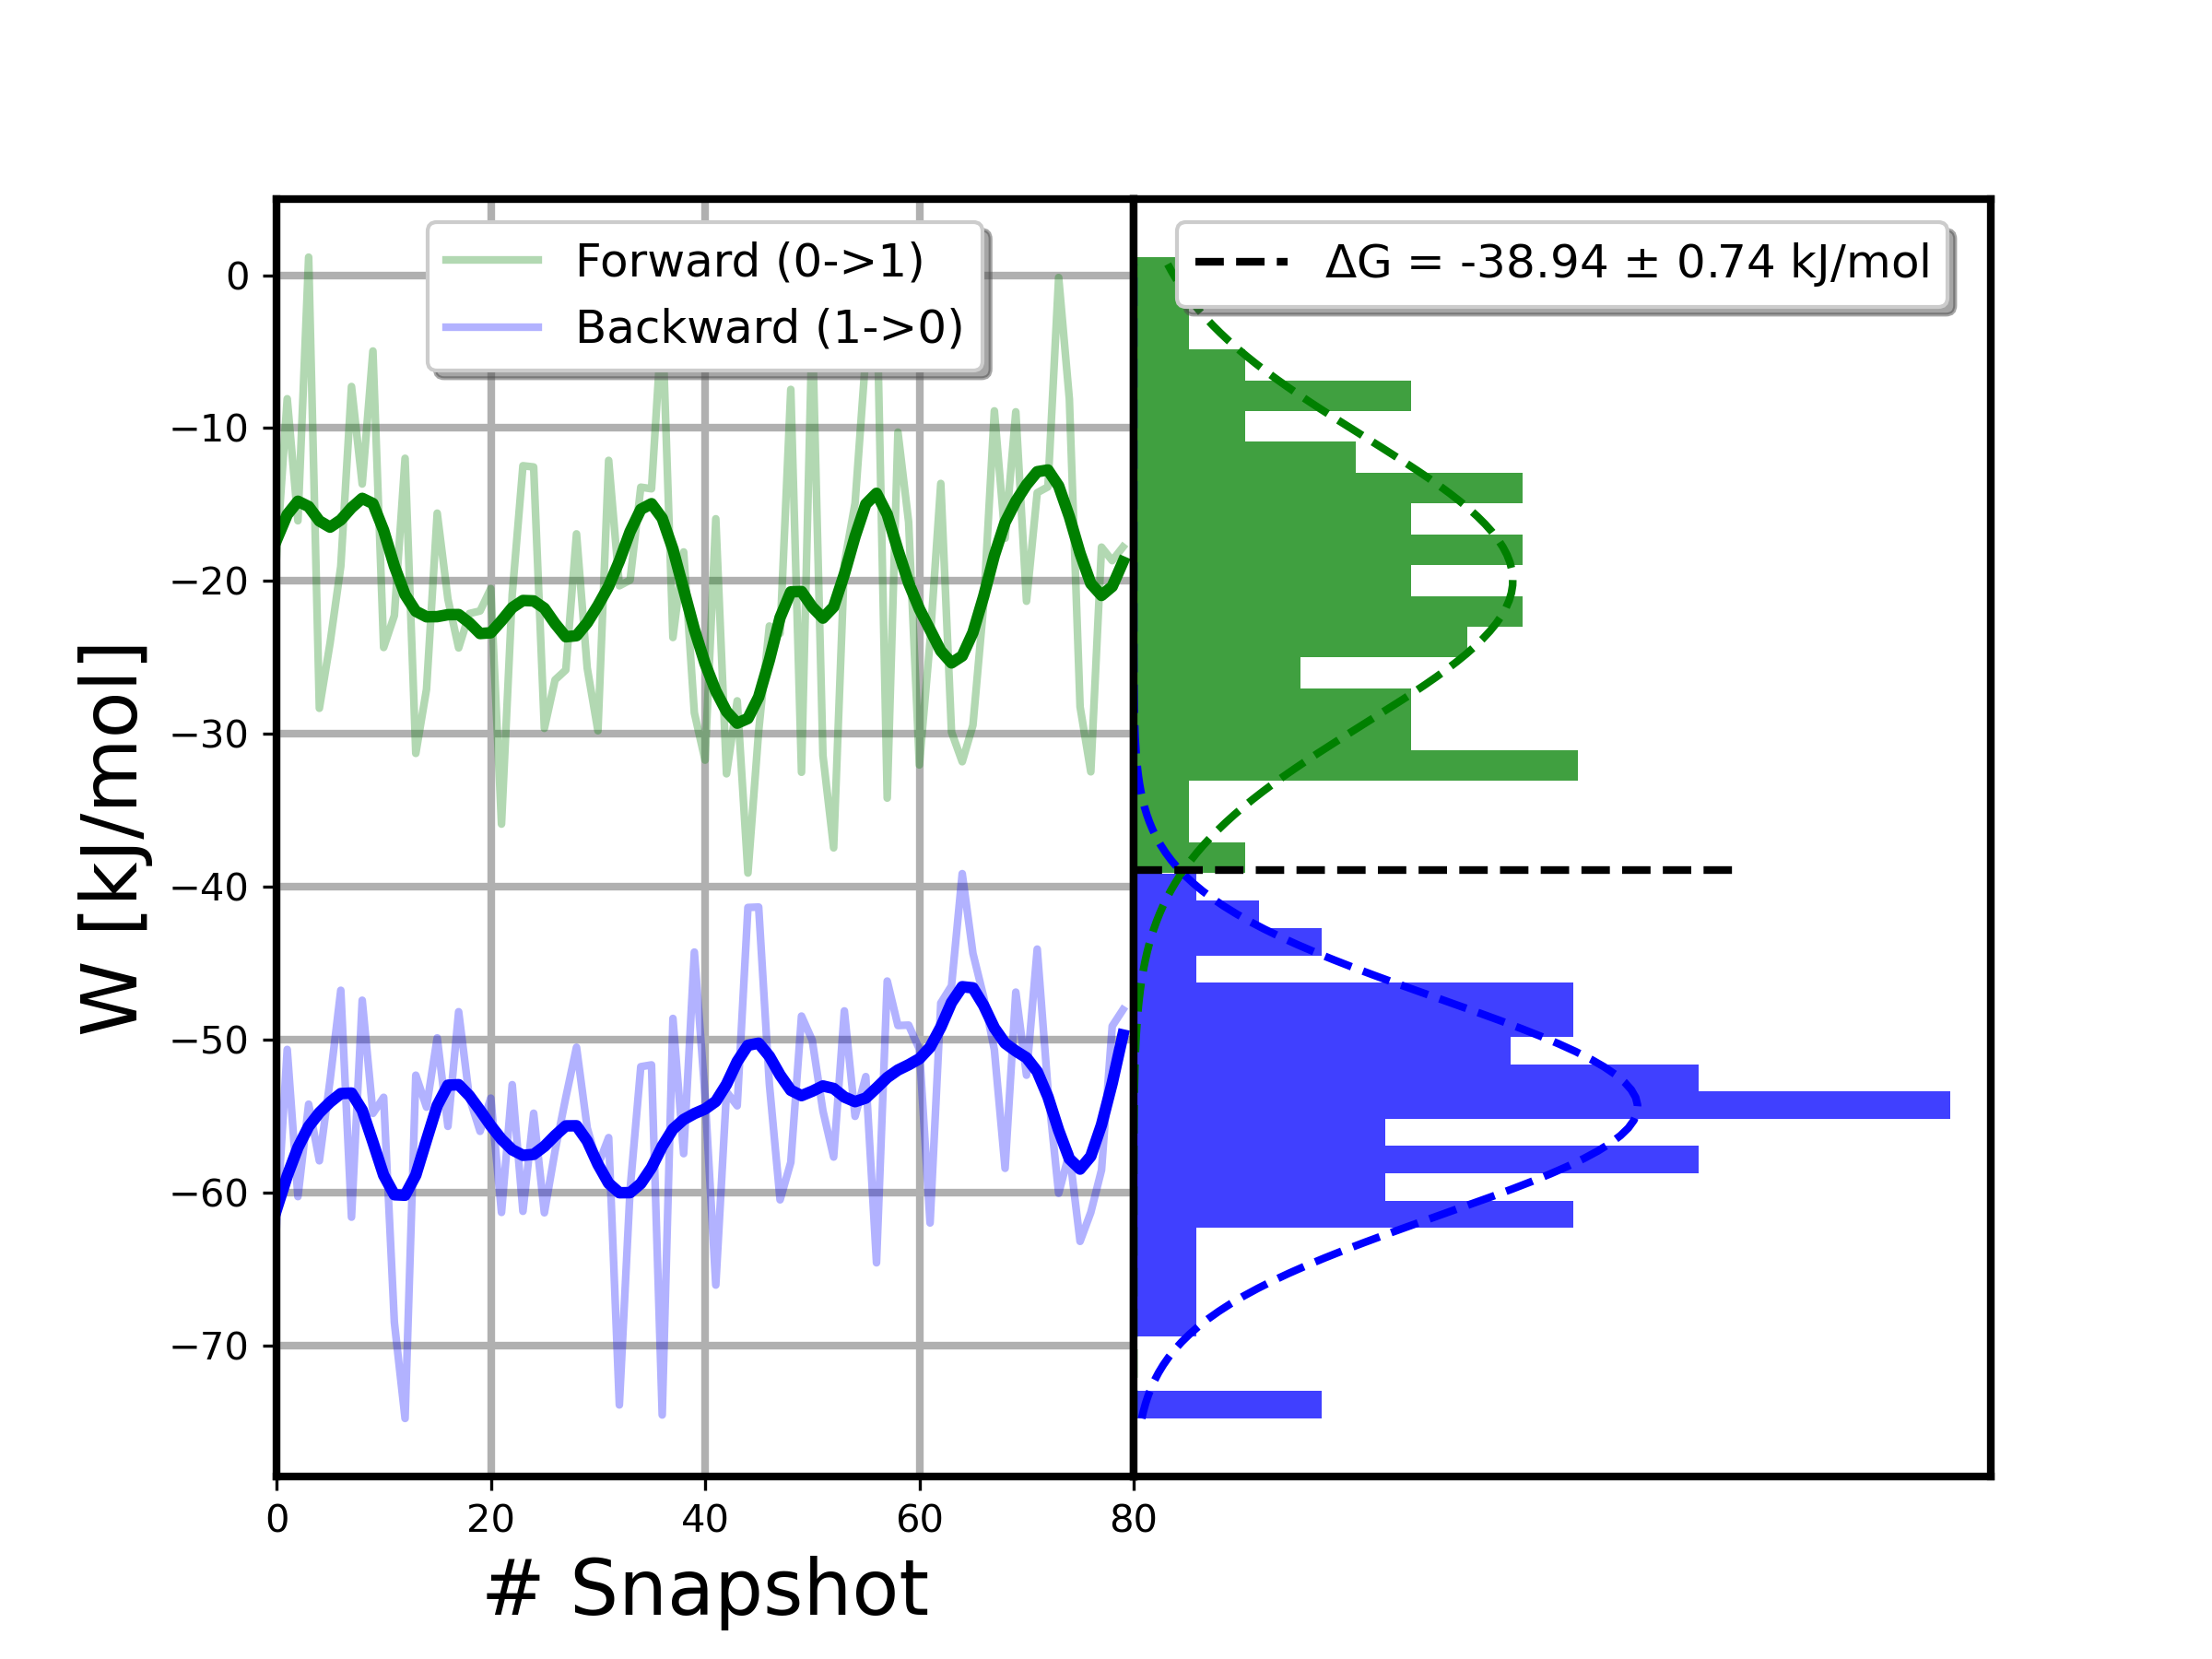 Forward (0->1)
Backward (1->0)
ΔG = -38.94 ± 0.74 kJ/mol
W [kJ/mol]
0
−10
−20
−30
−40
−50
−60
−70
0 20 40 60 80
# Snapshot